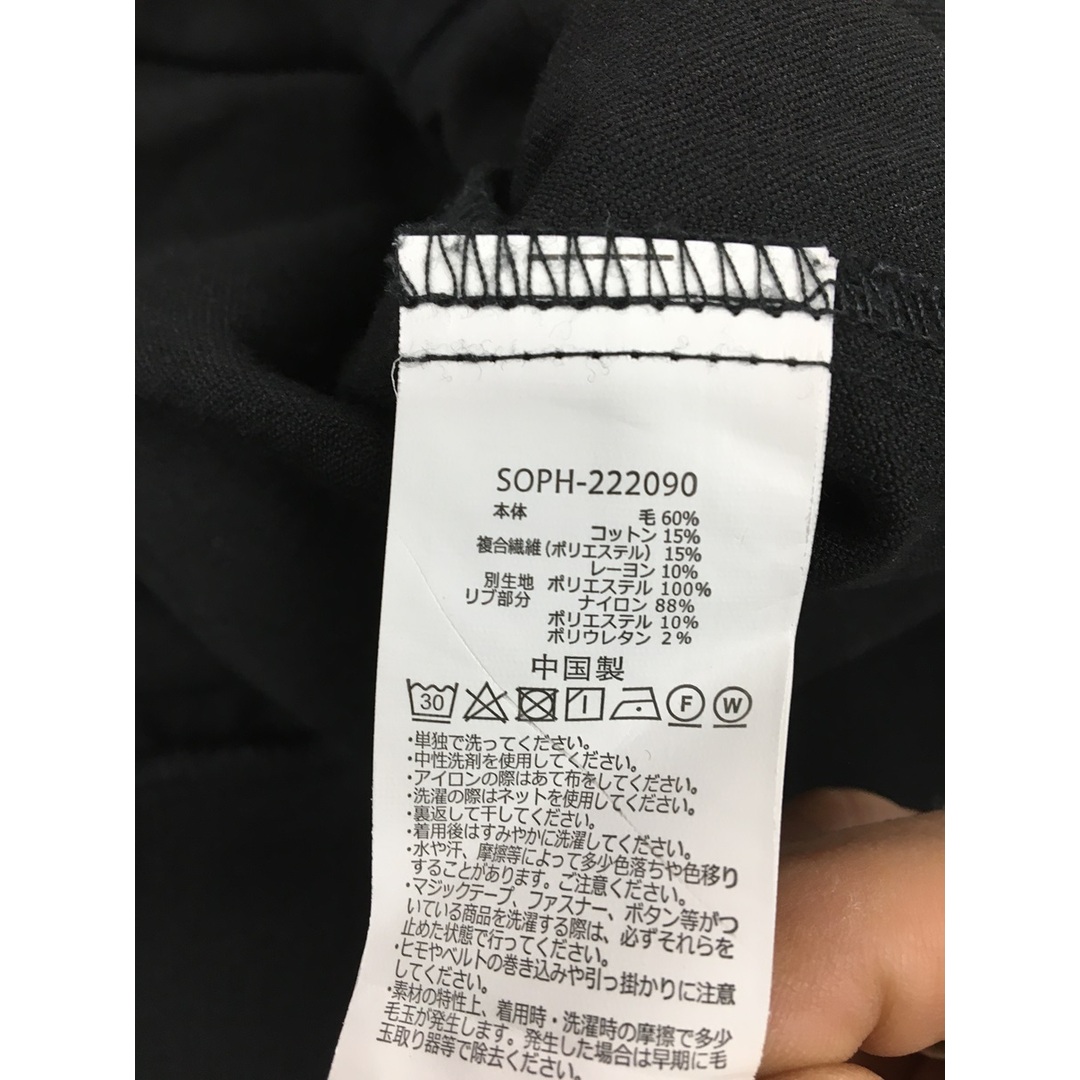 SOPH-222090
本体 毛 60%
コットン 15%
複合繊維(ポリエステル) 15%
レーヨン 10%
別生地 ポリエステル 100%
リブ部分 ナイロン 88%
ポリエステル 10%
ポリウレタン 2%
中国製
30 F W
・単独で洗ってください。
・中性洗剤を使用してください。
・アイロンの際はあて布をしてください。
・洗濯の際はネットを使用してください。
・裏返して干してください。
・着用後はすみやかに洗濯してください。
・水や汗、摩擦等によって多少色落ちや色移り
することがあります。ご注意ください。
・マジックテープ、ファスナー、ボタン等がつ
いている商品を洗濯する際は、必ずそれらを
止めた状態で行ってください。
・ヒモやベルトの巻き込みや引っ掛かりに注意
してください。
・素材の特性上、着用時・洗濯時の摩擦で多少
毛玉が発生します。発生した場合は早期に毛
玉取り器等で除去ください。